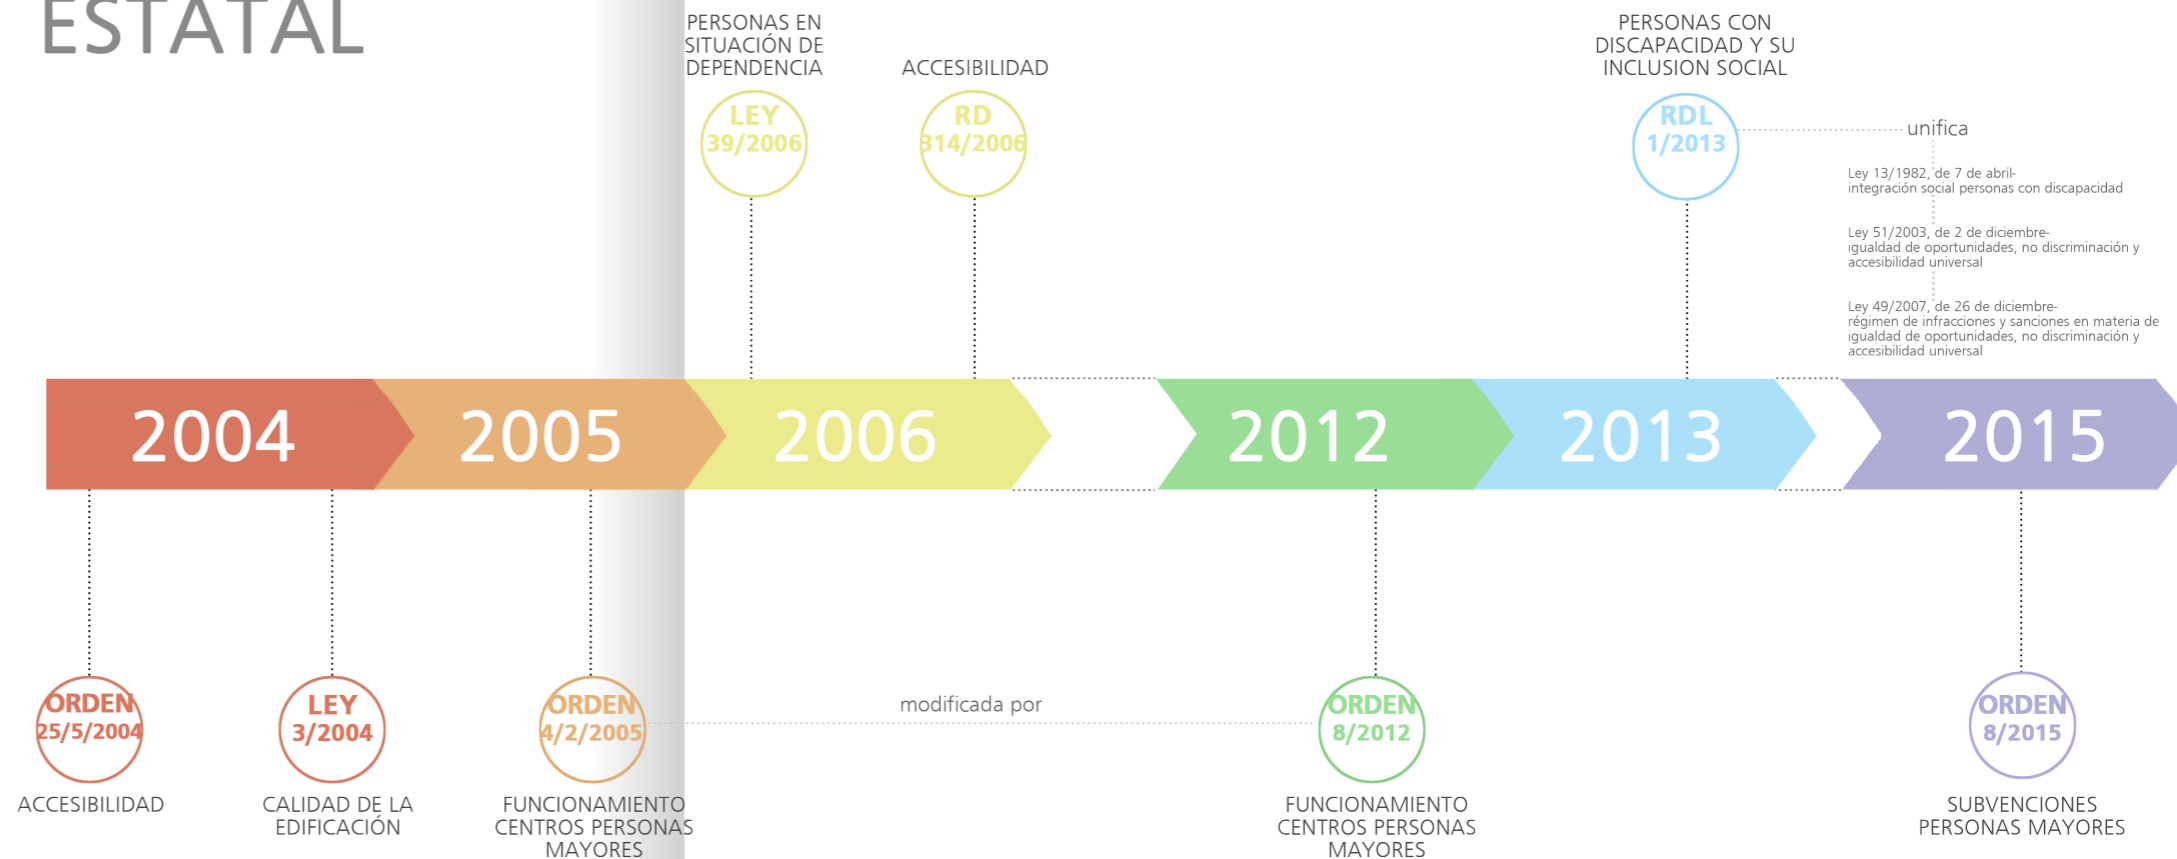 ESTATAL
PERSONAS EN
SITUACIÓN DE
DEPENDENCIA
LEY
39/2006
ACCESIBILIDAD
RD
314/2006
PERSONAS CON
DISCAPACIDAD Y SU
INCLUSION SOCIAL
RDL
1/2013
unifica
Ley 13/1982, de 7 de abril-
integración social personas con discapacidad
Ley 51/2003, de 2 de diciembre-
igualdad de oportunidades, no discriminación y
accesibilidad universal
Ley 49/2007, de 26 de diciembre-
régimen de infracciones y sanciones en materia de
igualdad de oportunidades, no discriminación y
accesibilidad universal
2004
2005
2006
2012
2013
2015
ORDEN
25/5/2004
ACCESIBILIDAD
LEY
3/2004
CALIDAD DE LA
EDIFICACIÓN
ORDEN
4/2/2005
FUNCIONAMIENTO
CENTROS PERSONAS
MAYORES
modificada por
ORDEN
8/2012
FUNCIONAMIENTO
CENTROS PERSONAS
MAYORES
ORDEN
8/2015
SUBVENCIONES
PERSONAS MAYORES